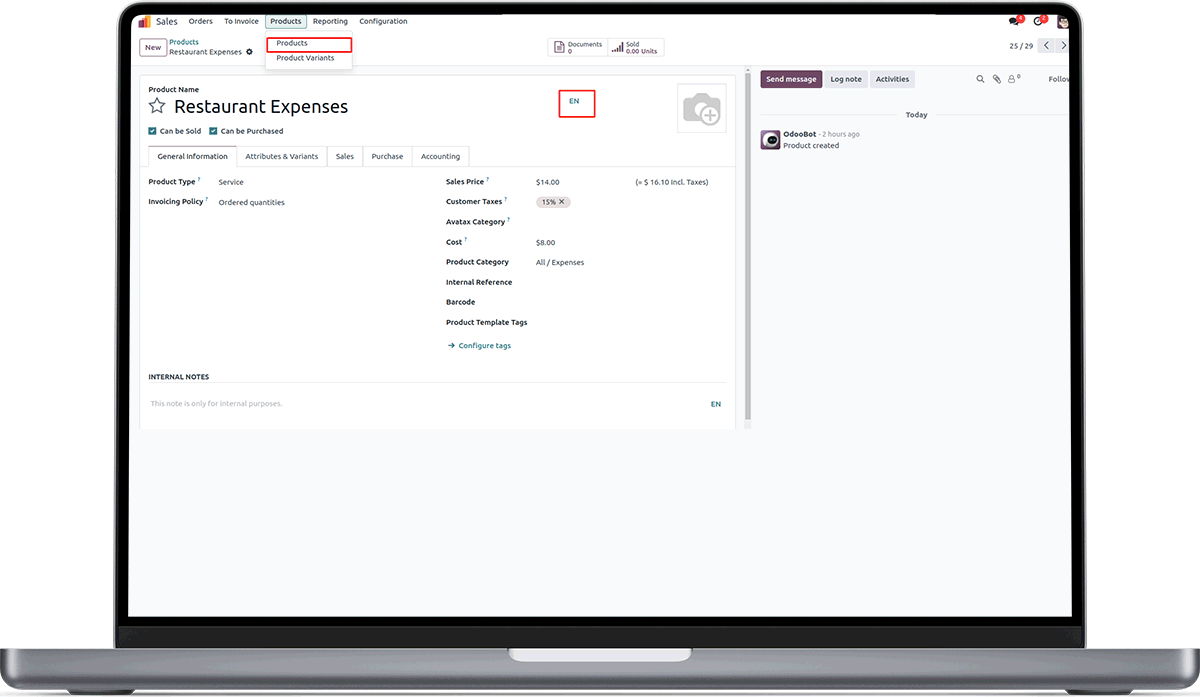 Sales Orders To Invoice Products Reporting Configuration
New
Products
Restaurant Expenses
Products
Product Variants
Documents
0
Sold
0.00 Units
25 / 29
Send message Log note Activities
0
Product Name
Restaurant Expenses
EN
Can be Sold Can be Purchased
Today
OdooBot - 2 hours ago
Product created
General Information Attributes & Variants Sales Purchase Accounting
Product Type ? Service
Invoicing Policy ? Ordered quantities
Sales Price ? $14.00 (= $ 16.10 Incl. Taxes)
Customer Taxes ? 15% ✕
Avatax Category ?
Cost ? $8.00
Product Category All / Expenses
Internal Reference
Barcode
Product Template Tags
→ Configure tags
INTERNAL NOTES
This note is only for internal purposes.
EN